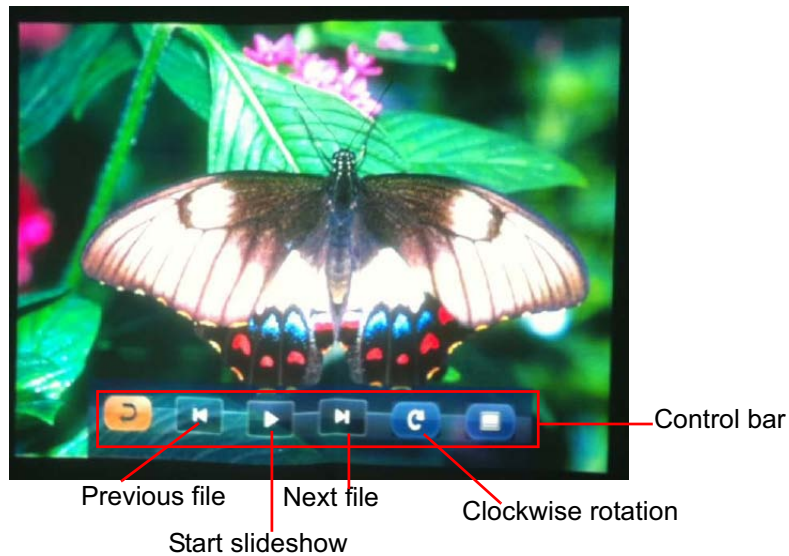 Control bar
Previous file
Next file
Clockwise rotation
Start slideshow